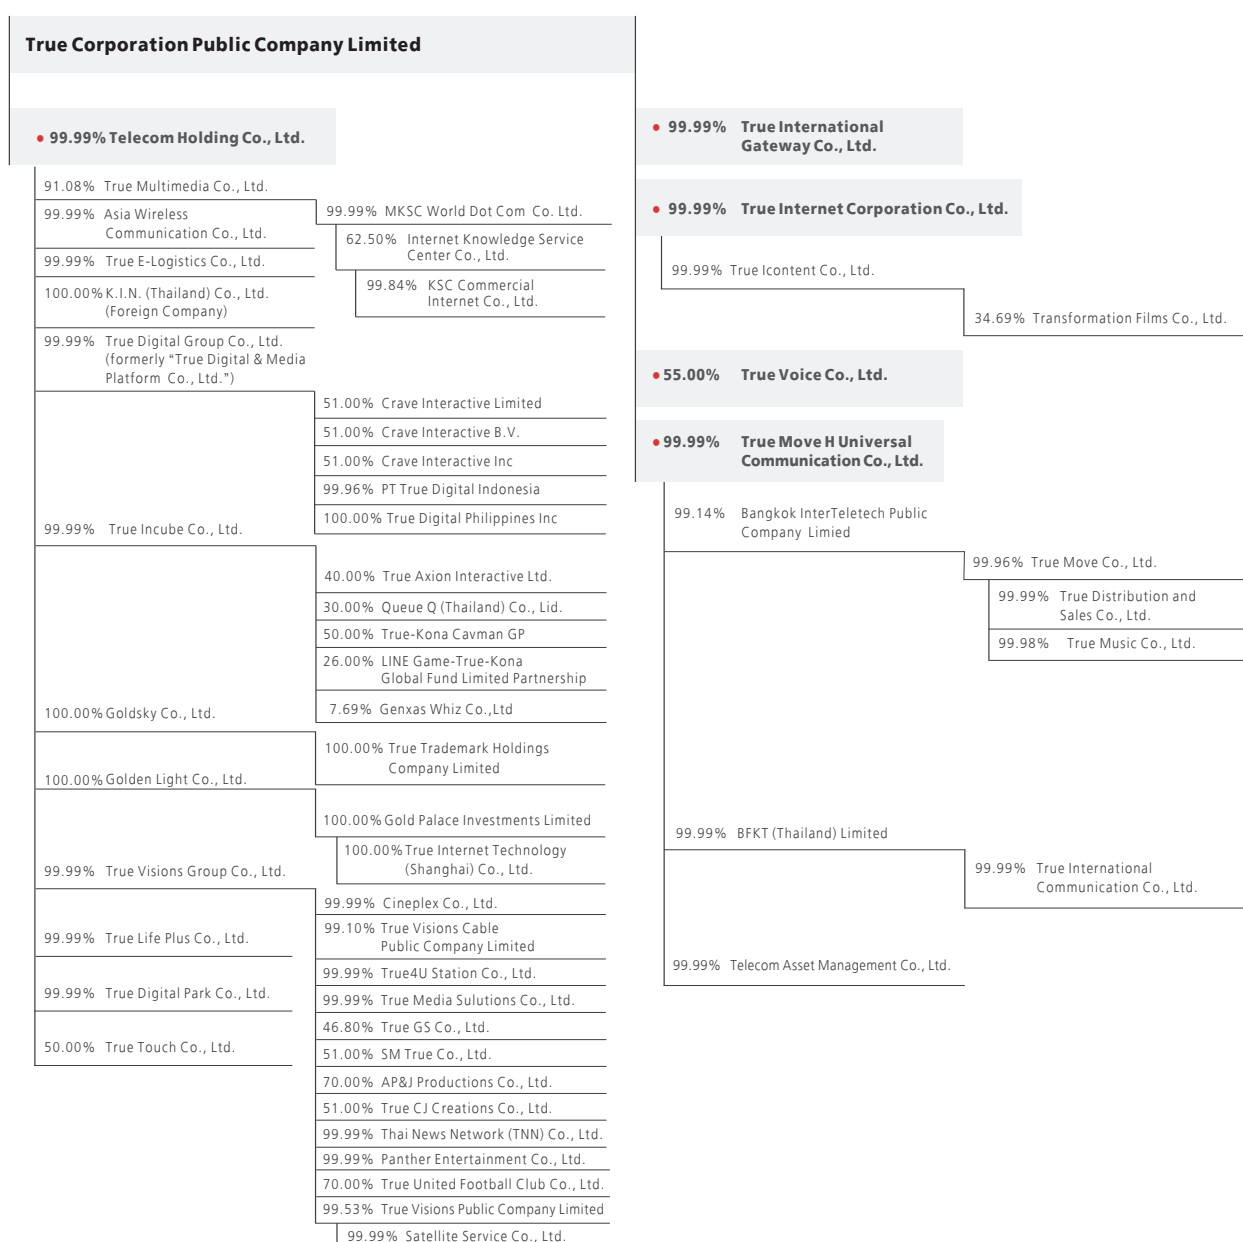 True Corporation Public Company Limited
99.99% Telecom Holding Co., Ltd.
91.08% True Multimedia Co., Ltd.
99.99% MKSC World Dot Com Co. Ltd.
62.50% Internet Knowledge Service
Center Co., Ltd.
99.84% KSC Commercial
Internet Co., Ltd.
99.99% Asia Wireless
Communication Co., Ltd.
99.99% True E-Logistics Co., Ltd.
100.00% K.I.N. (Thailand) Co., Ltd.
(Foreign Company)
99.99% True Digital Group Co., Ltd.
(formerly “True Digital & Media
Platform Co., Ltd.”)
51.00% Crave Interactive Limited
51.00% Crave Interactive B.V.
51.00% Crave Interactive Inc
99.96% PT True Digital Indonesia
100.00% True Digital Philippines Inc
99.99% True Incube Co., Ltd.
40.00% True Axion Interactive Ltd.
30.00% Queue Q (Thailand) Co., Lid.
50.00% True-Kona Cavman GP
26.00% LINE Game-True-Kona
Global Fund Limited Partnership
7.69% Genxas Whiz Co.,Ltd
100.00% Goldsky Co., Ltd.
100.00% True Trademark Holdings
Company Limited
100.00% Golden Light Co., Ltd.
100.00% Gold Palace Investments Limited
100.00% True Internet Technology
(Shanghai) Co., Ltd.
99.99% True Visions Group Co., Ltd.
99.99% Cineplex Co., Ltd.
99.10% True Visions Cable
Public Company Limited
99.99% True4U Station Co., Ltd.
99.99% True Media Sulutions Co., Ltd.
46.80% True GS Co., Ltd.
51.00% SM True Co., Ltd.
70.00% AP&J Productions Co., Ltd.
51.00% True CJ Creations Co., Ltd.
99.99% Thai News Network (TNN) Co., Ltd.
99.99% Panther Entertainment Co., Ltd.
70.00% True United Football Club Co., Ltd.
99.53% True Visions Public Company Limited
99.99% Satellite Service Co., Ltd.
99.99% True Life Plus Co., Ltd.
99.99% True Digital Park Co., Ltd.
50.00% True Touch Co., Ltd.
99.99% True International
Gateway Co., Ltd.
99.99% True Internet Corporation Co., Ltd.
99.99% True Icontent Co., Ltd.
34.69% Transformation Films Co., Ltd.
55.00% True Voice Co., Ltd.
99.99% True Move H Universal
Communication Co., Ltd.
99.14% Bangkok InterTeletech Public
Company Limied
99.96% True Move Co., Ltd.
99.99% True Distribution and
Sales Co., Ltd.
99.98% True Music Co., Ltd.
99.99% BFKT (Thailand) Limited
99.99% True International
Communication Co., Ltd.
99.99% Telecom Asset Management Co., Ltd.